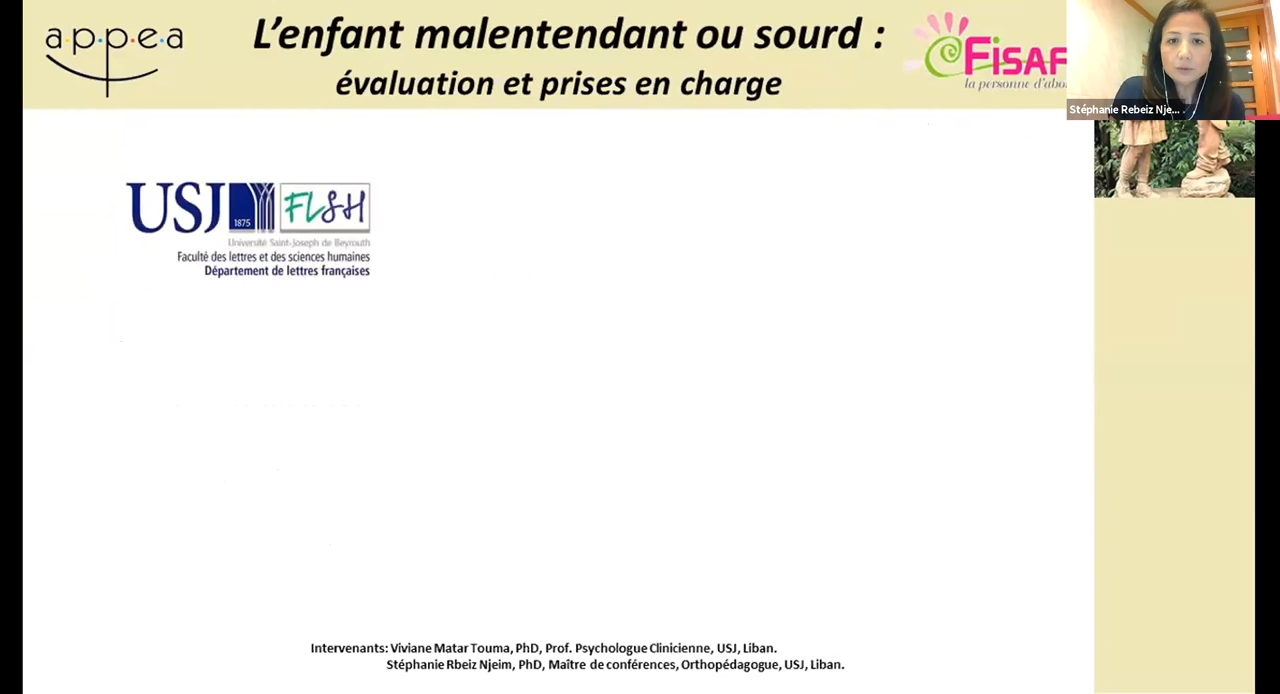 a·p·p·e·a
L'enfant malentendant ou sourd :
évaluation et prises en charge
FISAF
la personne d'abo
Stéphanie Rebeiz Nje...
USJ
1875
FLSH
Université Saint-Joseph de Beyrouth
Faculté des lettres et des sciences humaines
Département de lettres françaises
Intervenants: Viviane Matar Touma, PhD, Prof. Psychologue Clinicienne, USJ, Liban.
Stéphanie Rbeiz Njeim, PhD, Maître de conférences, Orthopédagogue, USJ, Liban.